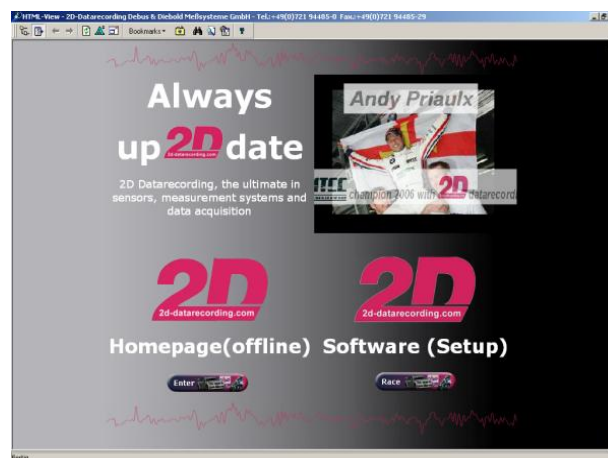 HTML-View - 2D-Datarecording Debus & Diebold Meßsysteme GmbH - Tel.:+49(0)721 94485-0 Fax.:+49(0)721 94485-29
Bookmarks
Always
up 2D date
2d-datarecording.com
2D Datarecording, the ultimate in
sensors, measurement systems and
data acquisition
Andy Priaulx
champion 2006 with 2D datarecord
2D
2d-datarecording.com
Homepage(offline)
Enter
2D
2d-datarecording.com
Software (Setup)
Race